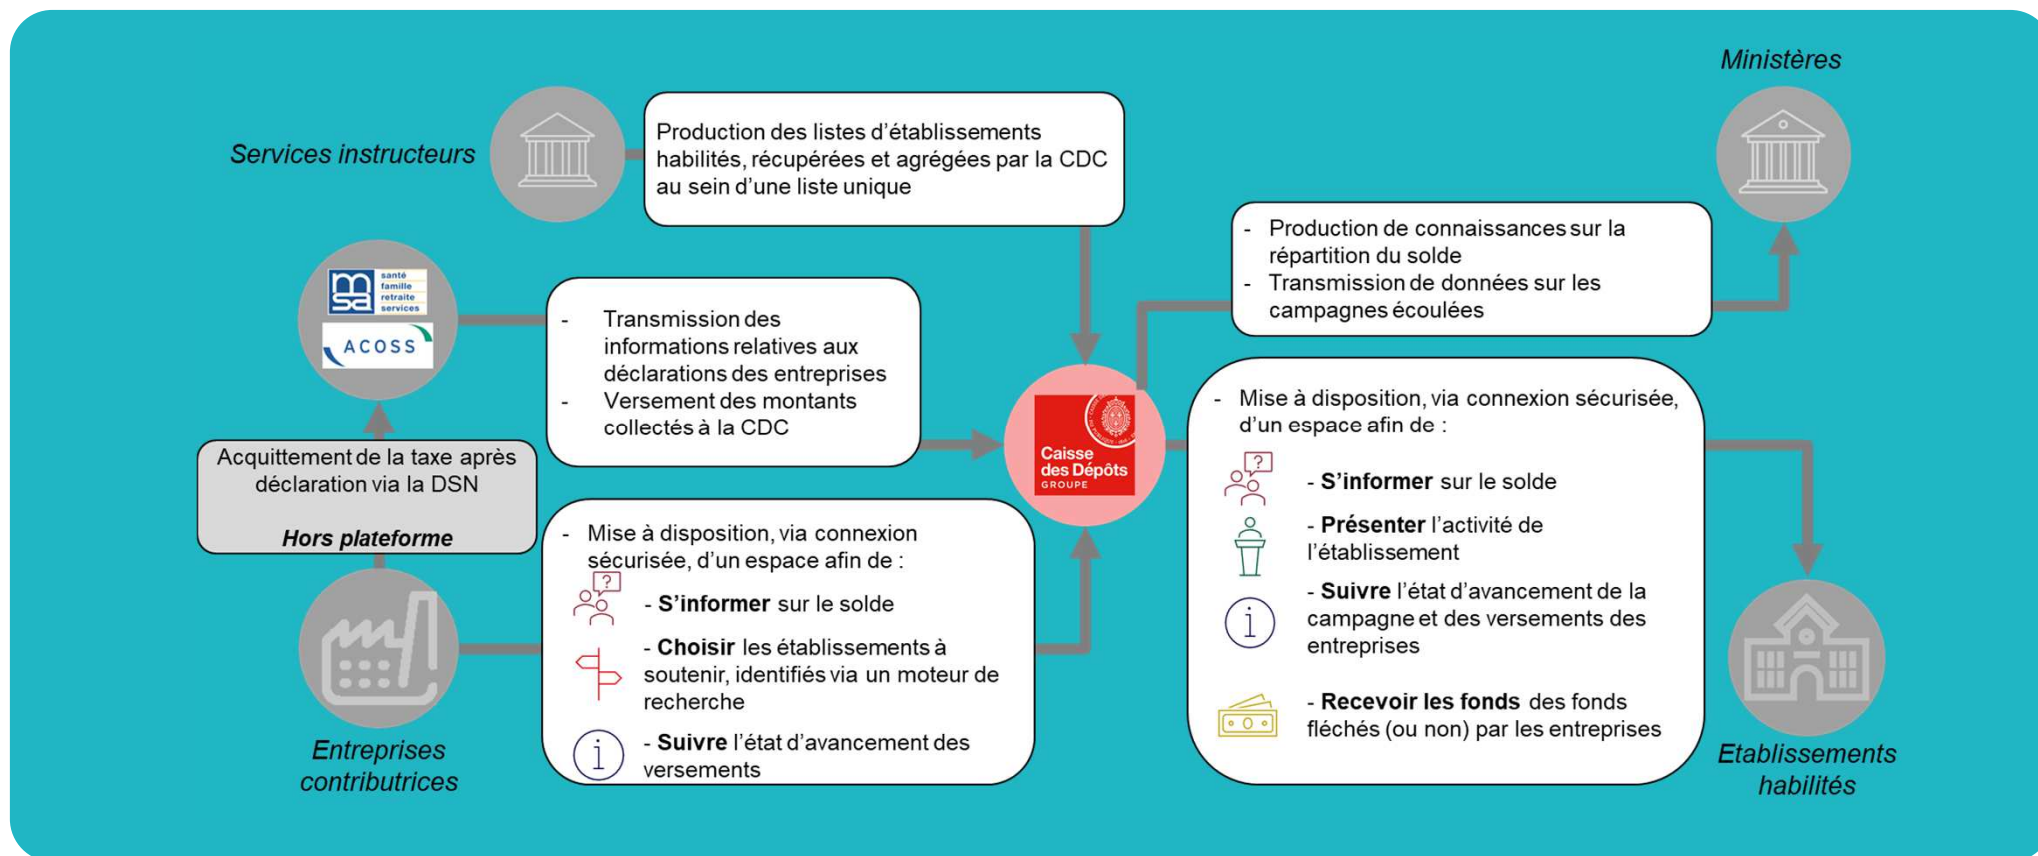 Ministères
Services instructeurs
Production des listes d'établissements
habilités, récupérées et agrégées par la CDC
au sein d'une liste unique
- Production de connaissances sur la
répartition du solde
- Transmission de données sur les
campagnes écoulées
msa
santé
famille
retraite
services
ACOSS
- Transmission des
informations relatives aux
déclarations des entreprises
- Versement des montants
collectés à la CDC
Caisse
des Dépôts
GROUPE
Acquittement de la taxe après
déclaration via la DSN
Hors plateforme
- Mise à disposition, via connexion
sécurisée, d'un espace afin de :
?
- S'informer sur le solde
- Choisir les établissements à
soutenir, identifiés via un moteur de
recherche
i
- Suivre l'état d'avancement des
versements
Entreprises
contributrices
- Mise à disposition, via connexion sécurisée,
d'un espace afin de :
?
- S'informer sur le solde
- Présenter l'activité de
l'établissement
i
- Suivre l'état d'avancement de la
campagne et des versements des
entreprises
- Recevoir les fonds des fonds
fléchés (ou non) par les entreprises
Etablissements
habilités